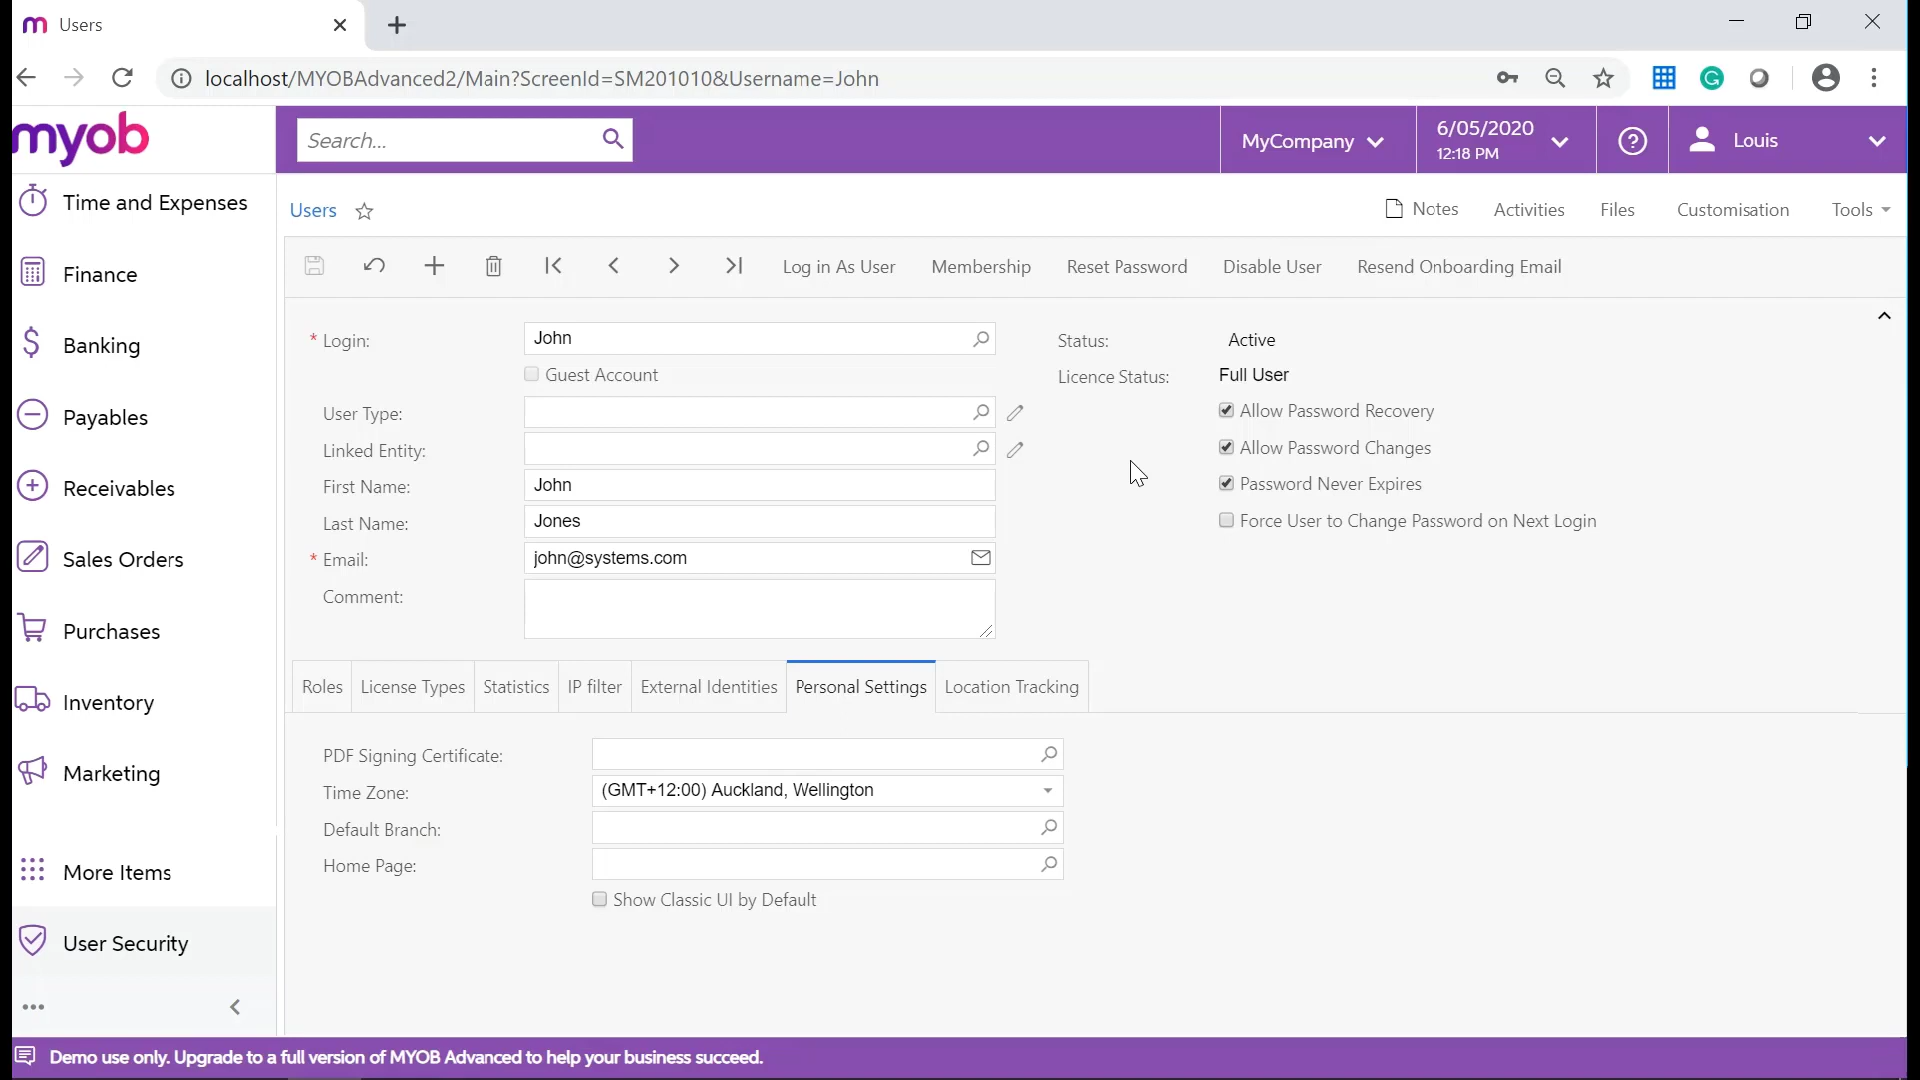 Users
localhost/MYOBAdvanced2/Main?ScreenId=SM201010&Username=John
myob
Search...
MyCompany
6/05/2020
12:18 PM
Louis
Time and Expenses
Finance
Banking
Payables
Receivables
Sales Orders
Purchases
Inventory
Marketing
More Items
User Security
Users
Notes
Activities
Files
Customisation
Tools
Log in As User
Membership
Reset Password
Disable User
Resend Onboarding Email
* Login:
John
Guest Account
User Type:
Linked Entity:
First Name:
John
Last Name:
Jones
* Email:
john@systems.com
Comment:
Status:
Active
Licence Status:
Full User
Allow Password Recovery
Allow Password Changes
Password Never Expires
Force User to Change Password on Next Login
Roles
License Types
Statistics
IP filter
External Identities
Personal Settings
Location Tracking
PDF Signing Certificate:
Time Zone:
(GMT+12:00) Auckland, Wellington
Default Branch:
Home Page:
Show Classic UI by Default
Demo use only. Upgrade to a full version of MYOB Advanced to help your business succeed.